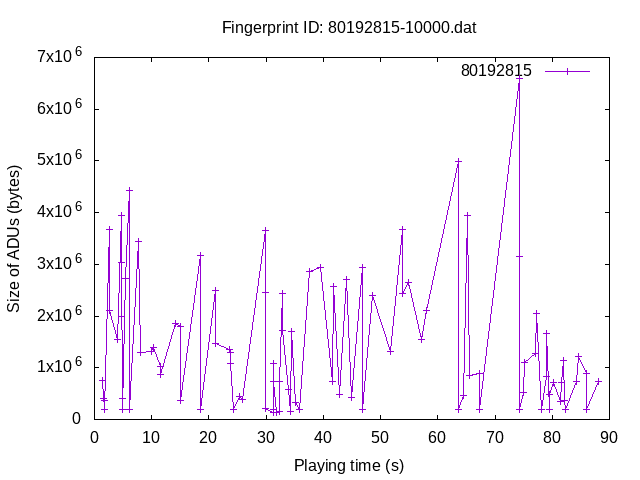 Fingerprint ID: 80192815-10000.dat
7x10^6
80192815
6x10^6
5x10^6
4x10^6
3x10^6
2x10^6
1x10^6
0
Size of ADUs (bytes)
0 10 20 30 40 50 60 70 80 90
Playing time (s)